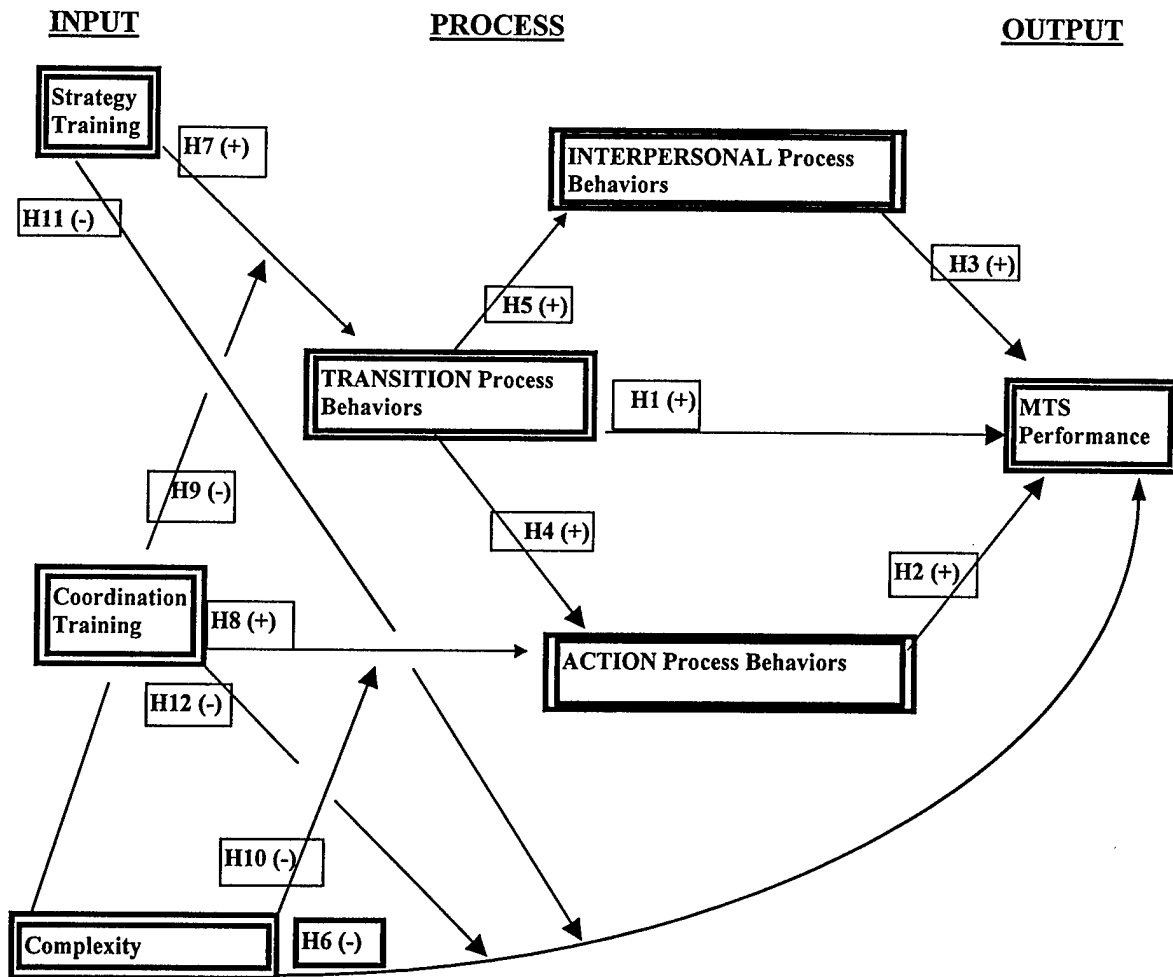 INPUT
PROCESS
OUTPUT
Strategy
Training
H7 (+)
INTERPERSONAL Process
Behaviors
H11 (-)
H3 (+)
H5 (+)
TRANSITION Process
Behaviors
H1 (+)
MTS
Performance
H9 (-)
H4 (+)
H2 (+)
Coordination
Training
H8 (+)
ACTION Process Behaviors
H12 (-)
H10 (-)
Complexity
H6 (-)